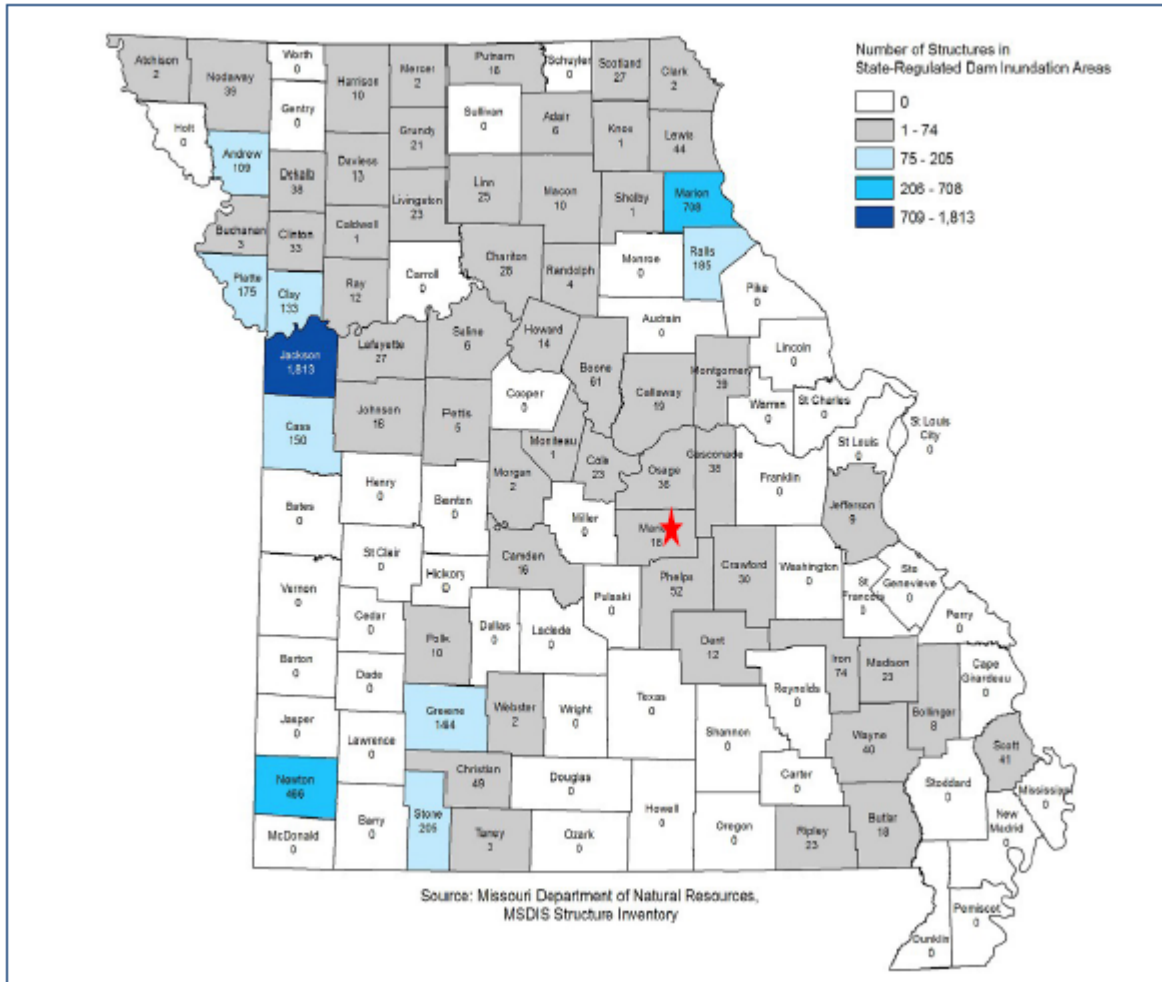 Number of Structures in
State-Regulated Dam Inundation Areas
0
1 - 74
75 - 205
206 - 708
709 - 1,813
Atchison
2
Nodaway
39
Worth
0
Harrison
10
Mercer
2
Putnam
Schuyler
0
Scotland
27
Clark
2
Holt
0
Gentry
0
Sullivan
0
Adair
6
Knox
1
Lewis
44
Andrew
109
Dekalb
38
Daviess
13
Grundy
21
Livingston
23
Linn
25
Macon
10
Shelby
1
Marion
708
Buchanan
3
Clinton
33
Caldwell
1
Platte
175
Clay
133
Ray
12
Carroll
0
Chariton
28
Randolph
4
Monroe
0
Ralls
185
Pike
0
Audrain
0
Lincoln
0
Jackson
1,813
Lafayette
27
Saline
6
Howard
14
Boone
61
Callaway
19
Montgomery
Warren
0
St Charles
0
St Louis
0
St Louis
City
0
Cass
150
Johnson
16
Pettis
5
Cooper
0
Moniteau
1
Cole
23
Osage
36
Gasconade
38
Franklin
0
Jefferson
9
Bates
0
Henry
0
Benton
0
Morgan
2
Miller
0
Vernon
0
St Clair
0
Hickory
0
Camden
16
Pulaski
0
Phelps
52
Crawford
30
Washington
0
St
Francois
0
Ste
Genevieve
0
Perry
0
Barton
0
Cedar
0
Polk
10
Dallas
0
Laclede
0
Dent
12
Iron
74
Madison
23
Cape
Girardeau
0
Jasper
0
Dade
0
Greene
Webster
2
Wright
0
Texas
0
Reynolds
0
Shannon
0
Wayne
40
Bollinger
8
Scott
41
Lawrence
0
Newton
466
Christian
49
Douglas
0
Carter
0
Stoddard
0
Mississippi
0
McDonald
0
Barry
0
Stone
205
Taney
Ozark
0
Howell
0
Oregon
0
Ripley
23
Butler
18
New
Madrid
0
Pemiscot
0
Dunklin
0
Source: Missouri Department of Natural Resources,
MSDIS Structure Inventory